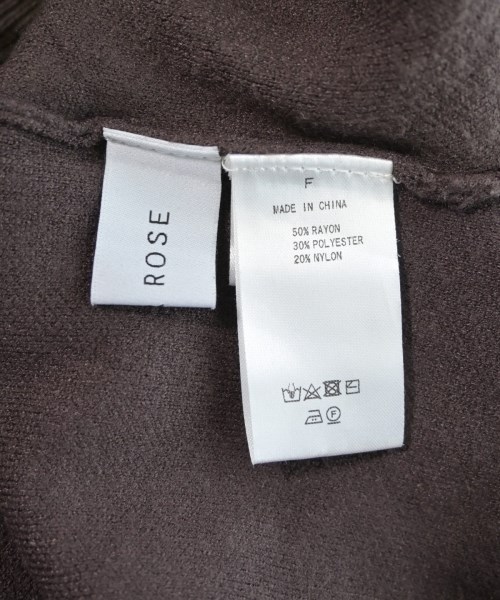 ROSE
F
MADE IN CHINA
50% RAYON
30% POLYESTER
20% NYLON